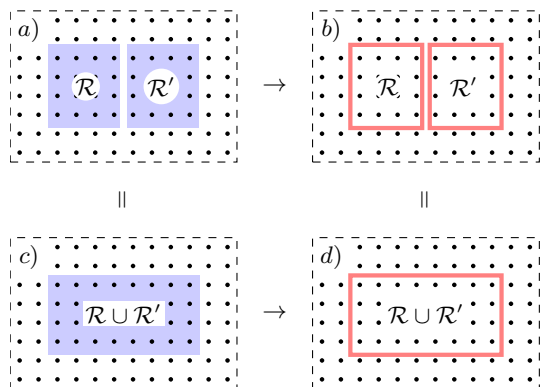 a) b)
ℛ ℛ′ → ℛ ℛ′
= =
c) d)
ℛ ∪ ℛ′ → ℛ ∪ ℛ′